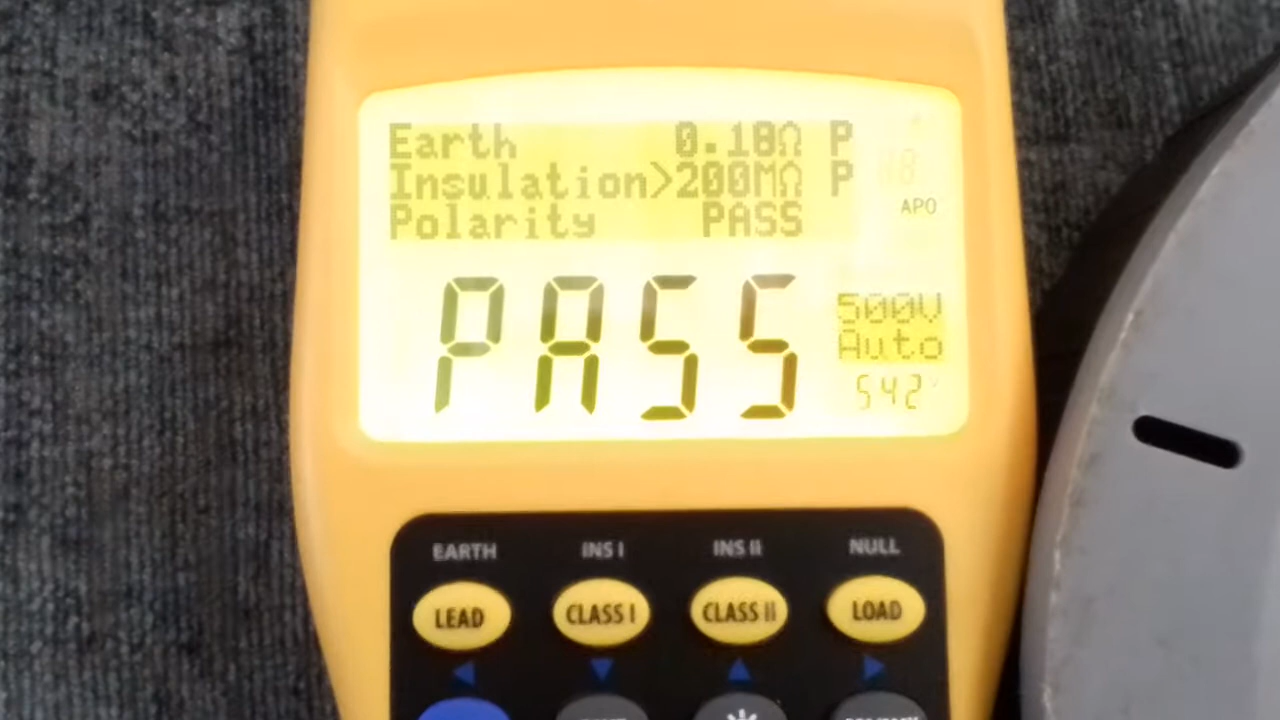 Earth 0.18Ω P
Insulation>200MΩ P
Polarity PASS
APO
PASS
500V
Auto
542
EARTH INS I INS II NULL
LEAD CLASS I CLASS II LOAD